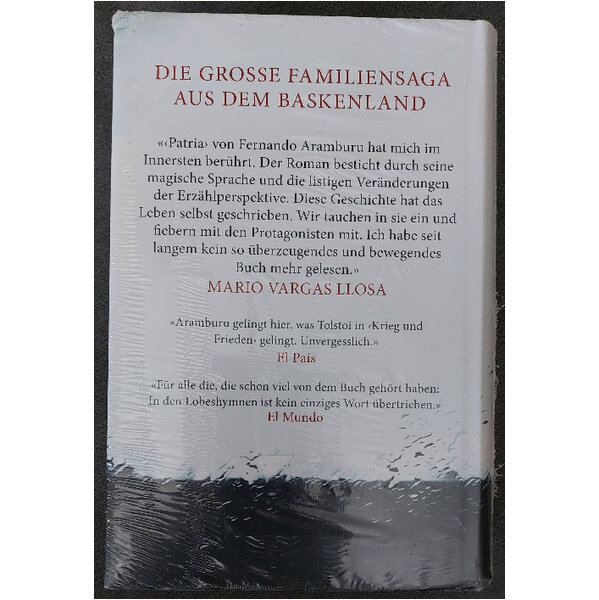 DIE GROSSE FAMILIENSAGA
AUS DEM BASKENLAND
«‹Patria› von Fernando Aramburu hat mich im
Innersten berührt. Der Roman besticht durch seine
magische Sprache und die listigen Veränderungen
der Erzählperspektive. Diese Geschichte hat das
Leben selbst geschrieben. Wir tauchen in sie ein und
fiebern mit den Protagonisten mit. Ich habe seit
langem kein so überzeugendes und bewegendes
Buch mehr gelesen.»
MARIO VARGAS LLOSA
«Aramburu gelingt hier, was Tolstoi in ‹Krieg und
Frieden› gelingt. Unvergesslich.»
El País
«Für alle die, die schon viel von dem Buch gehört haben:
In den Lobeshymnen ist kein einziges Wort übertrieben.»
El Mundo